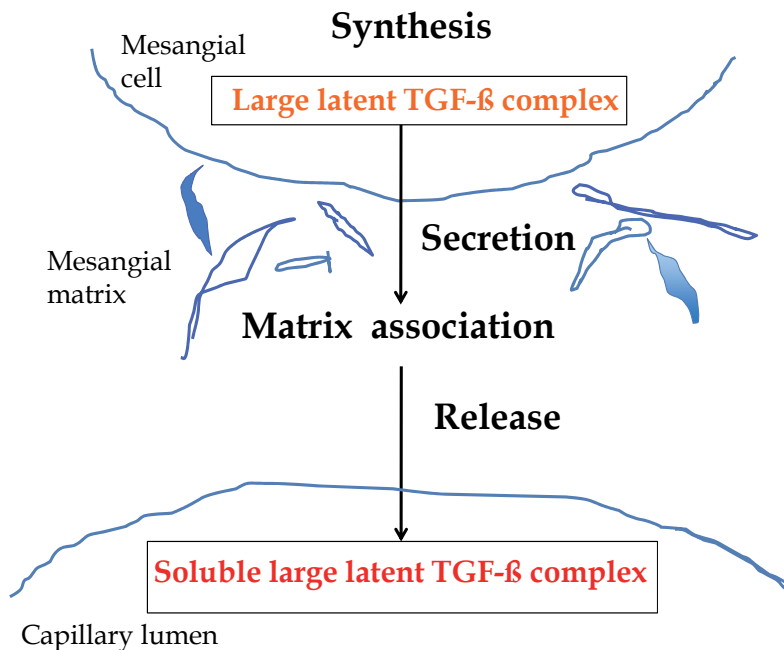 Synthesis
Mesangial
cell
Large latent TGF-ß complex
Secretion
Mesangial
matrix
Matrix association
Release
Soluble large latent TGF-ß complex
Capillary lumen